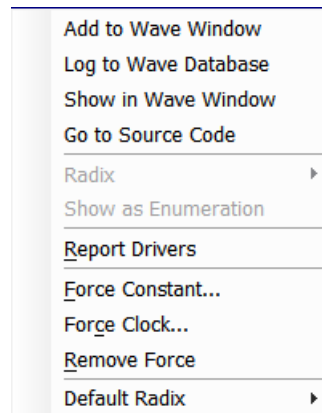 Add to Wave Window
Log to Wave Database
Show in Wave Window
Go to Source Code
Radix
Show as Enumeration
Report Drivers
Force Constant...
Force Clock...
Remove Force
Default Radix